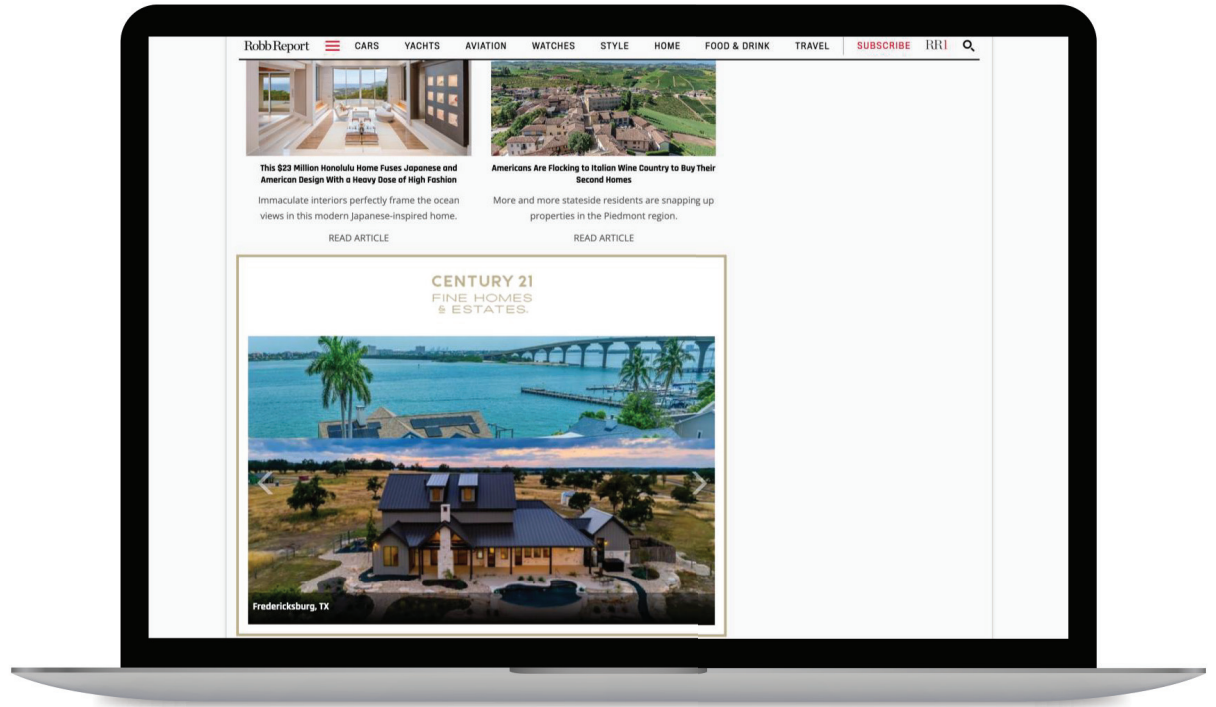 Robb Report CARS YACHTS AVIATION WATCHES STYLE HOME FOOD & DRINK TRAVEL SUBSCRIBE RR1
This $23 Million Honolulu Home Fuses Japanese and
American Design With a Heavy Dose of High Fashion
Immaculate interiors perfectly frame the ocean
views in this modern Japanese-inspired home.
READ ARTICLE
Americans Are Flocking to Italian Wine Country to Buy Their
Second Homes
More and more stateside residents are snapping up
properties in the Piedmont region.
READ ARTICLE
CENTURY 21
FINE HOMES
& ESTATES.
Fredericksburg, TX